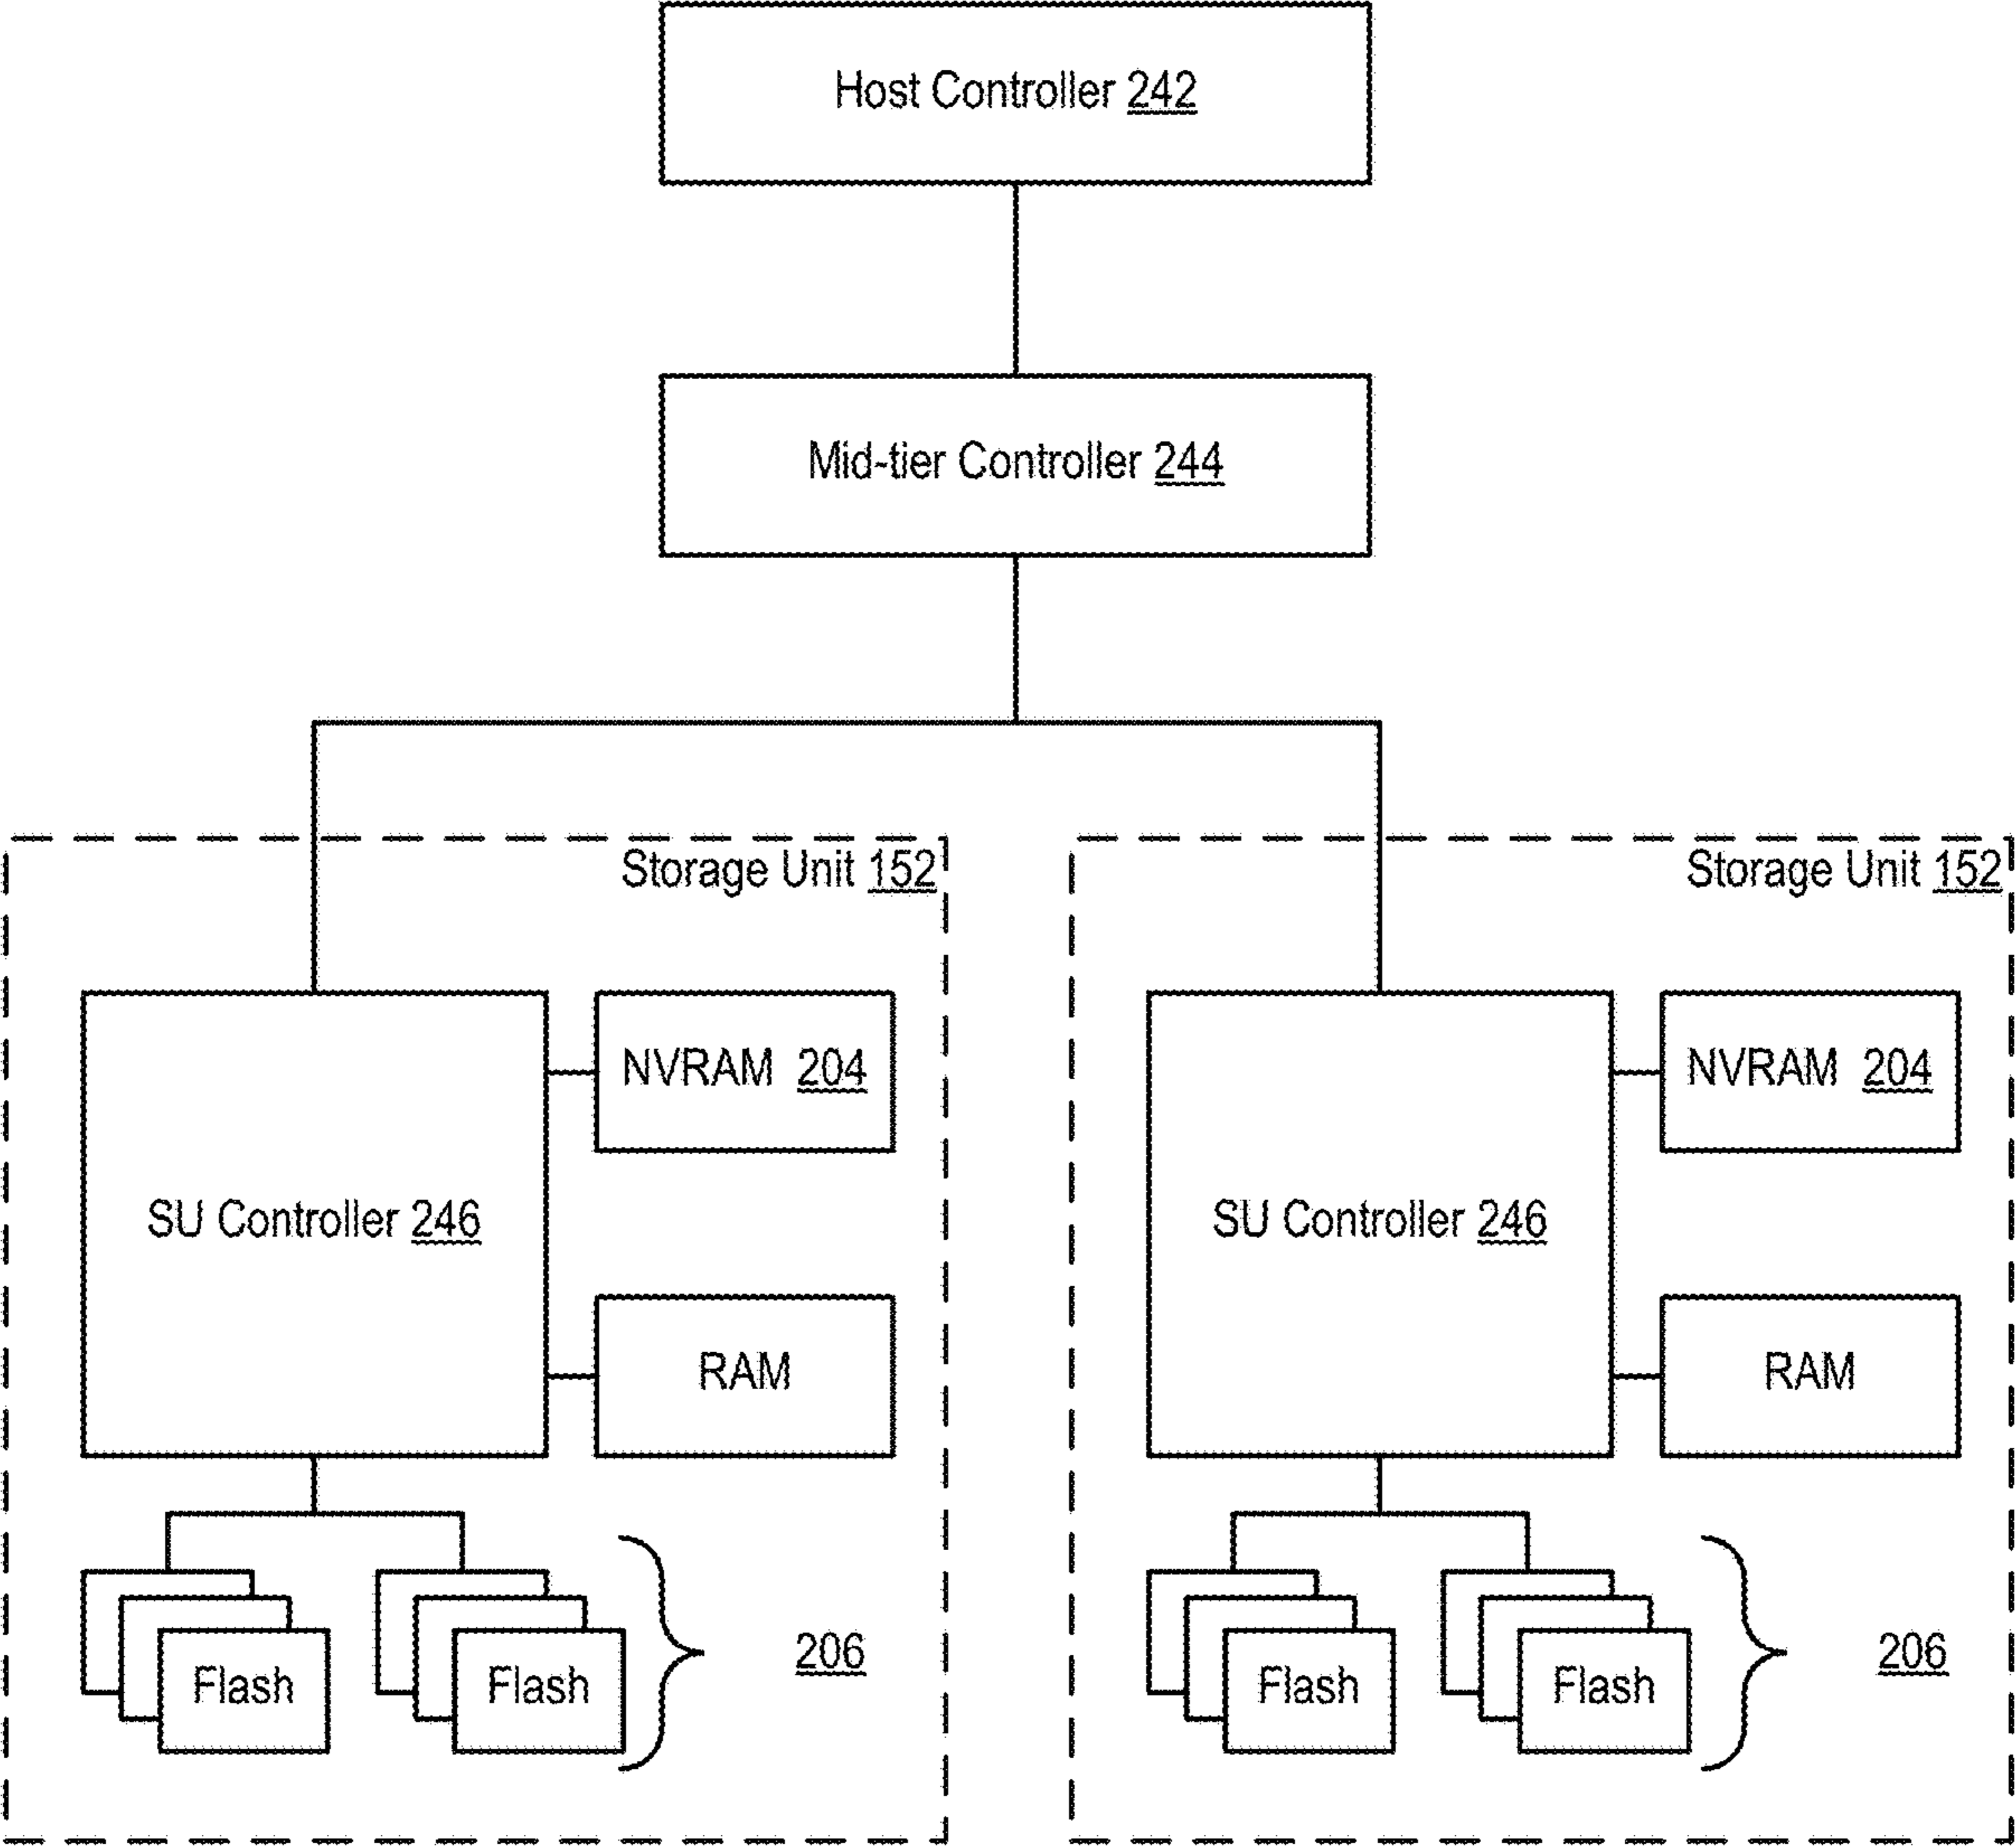 Host Controller 242
Mid-tier Controller 244
Storage Unit 152
Storage Unit 152
NVRAM 204
NVRAM 204
SU Controller 246
SU Controller 246
RAM
RAM
206
206
Flash
Flash
Flash
Flash